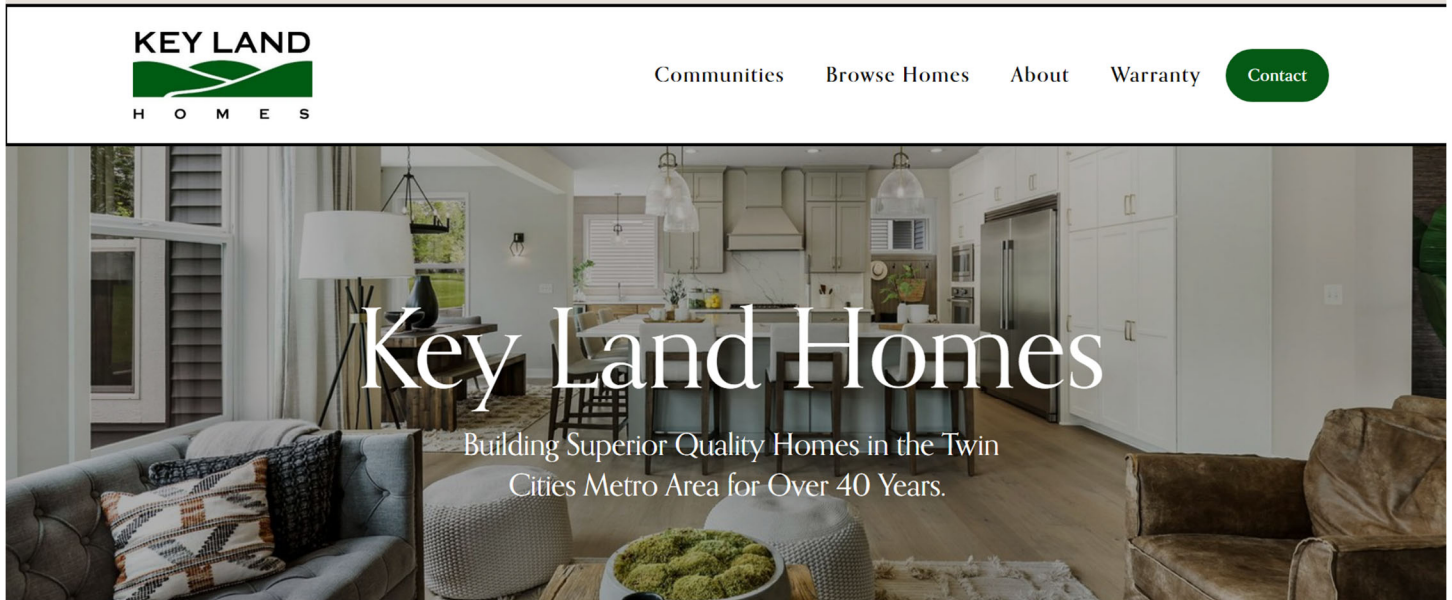 KEY LAND
HOMES
Communities
Browse Homes
About
Warranty
Contact
Key Land Homes
Building Superior Quality Homes in the Twin
Cities Metro Area for Over 40 Years.